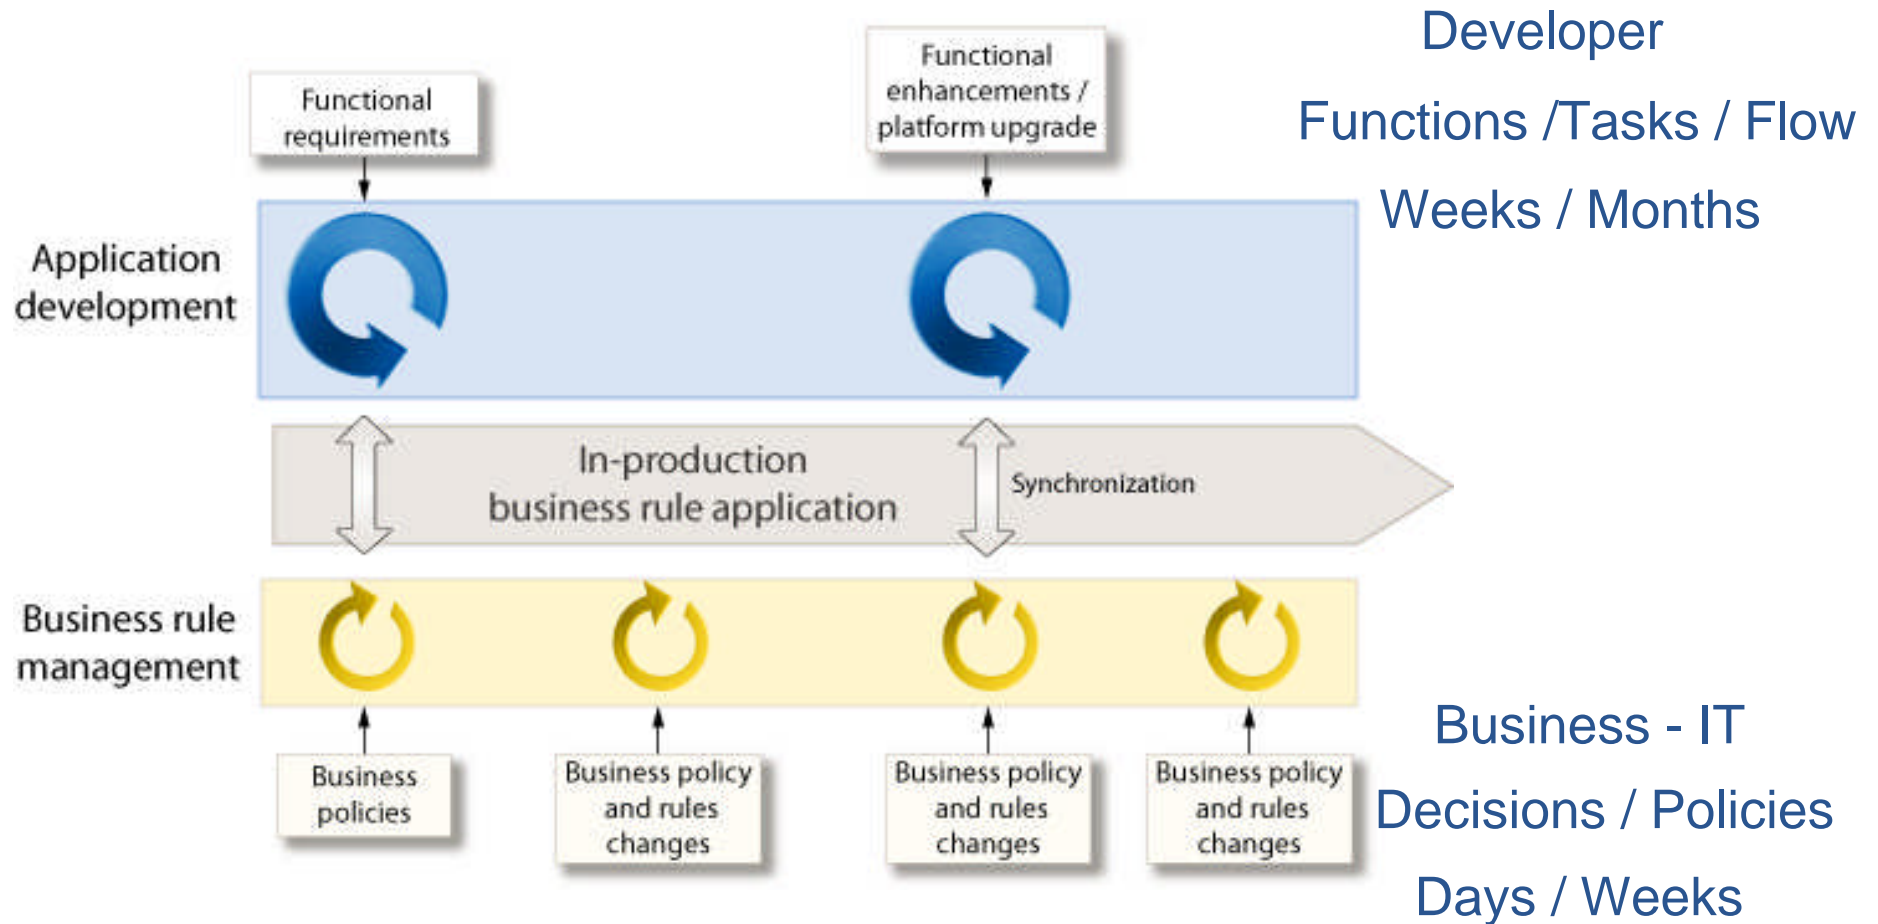 Developer
Functions /Tasks / Flow
Weeks / Months
Functional
requirements
Functional
enhancements /
platform upgrade
Application
development
In-production
business rule application
Synchronization
Business rule
management
Business
policies
Business policy
and rules
changes
Business policy
and rules
changes
Business policy
and rules
changes
Business - IT
Decisions / Policies
Days / Weeks